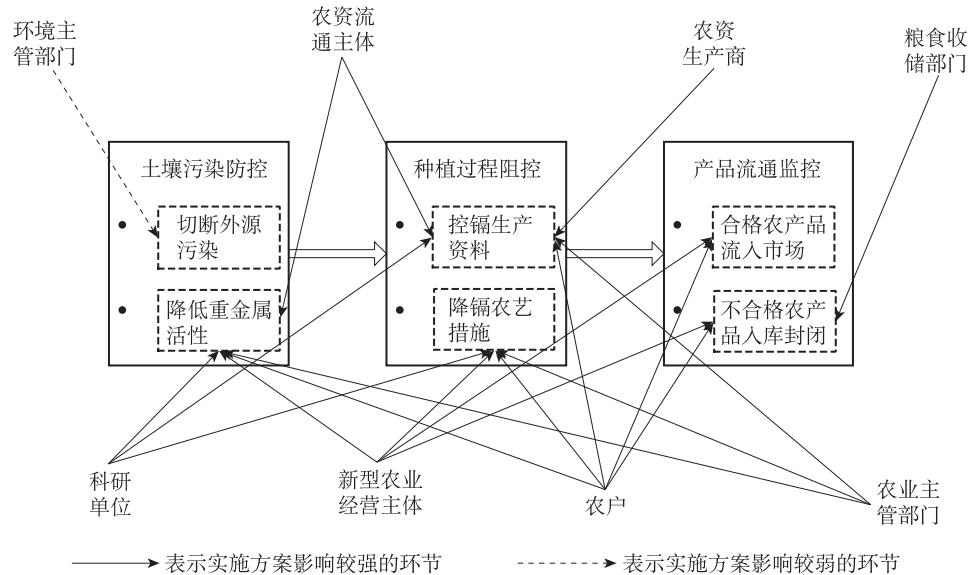 环境主
管部门
农资流
通主体
农资
生产商
粮食收
储部门
土壤污染防控
切断外源
污染
降低重金属
活性
种植过程阻控
控镉生产
资料
降镉农艺
措施
产品流通监控
合格农产品
流入市场
不合格农产
品入库封闭
科研
单位
新型农业
经营主体
农户
农业主
管部门
表示实施方案影响较强的环节
表示实施方案影响较弱的环节